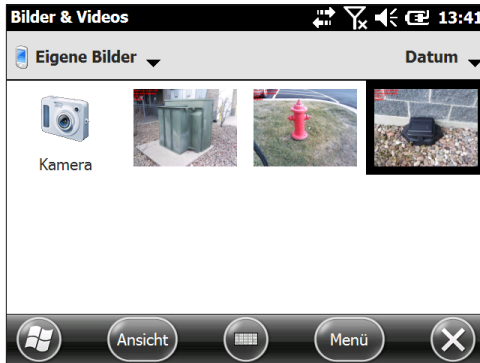 Bilder & Videos 13:41
Eigene Bilder Datum
Kamera
Ansicht Menü